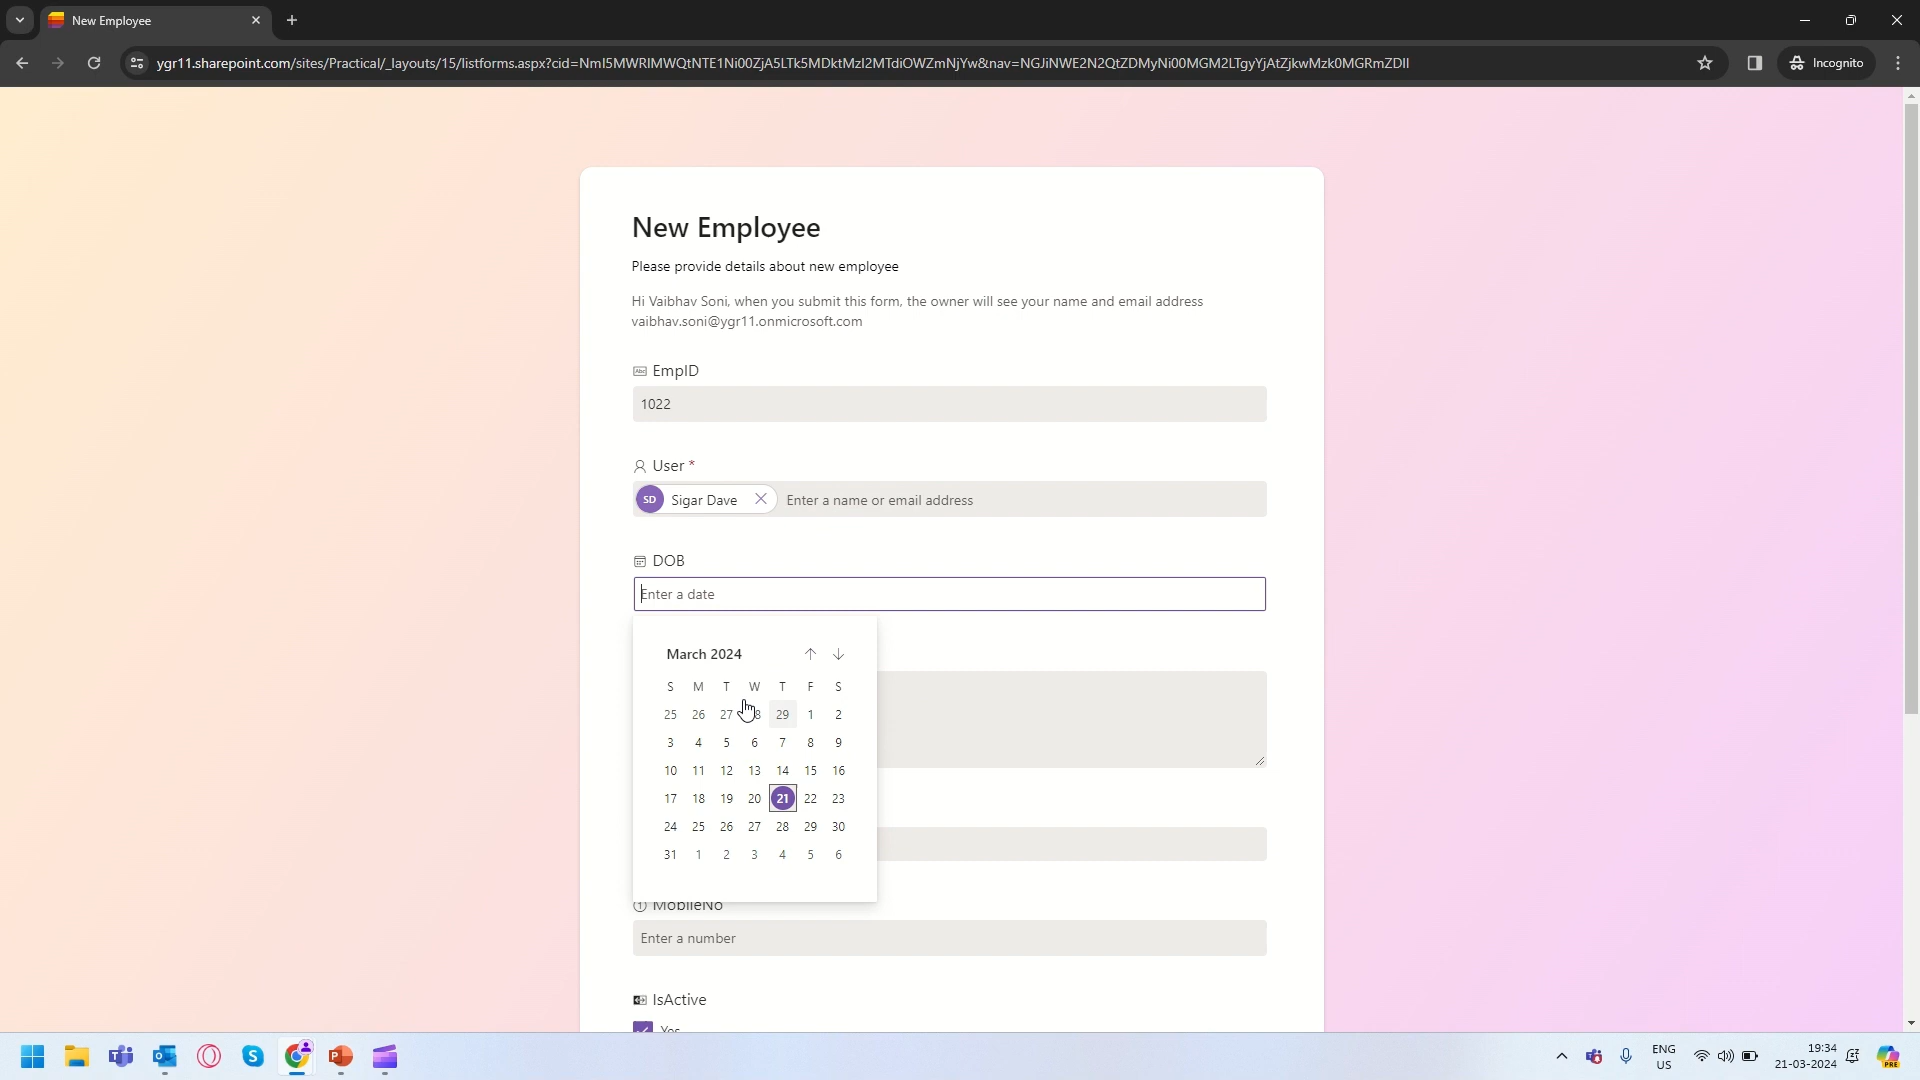 New Employee
ygr11.sharepoint.com/sites/Practical/_layouts/15/listforms.aspx?cid=NmI5MWRlMWQtNTE1Ni00ZjA5LTk5MDktMzI2MTdiOWZmNjYw&nav=NGJiNWE2N2QtZDMyNi00MGM2LTgyYjAtZjkwMzk0MGRmZDII
Incognito
New Employee
Please provide details about new employee
Hi Vaibhav Soni, when you submit this form, the owner will see your name and email address
vaibhav.soni@ygr11.onmicrosoft.com
Abc EmpID
1022
User *
SD Sigar Dave Enter a name or email address
DOB
Enter a date
March 2024
S M T W T F S
25 26 27 8 29 1 2
3 4 5 6 7 8 9
10 11 12 13 14 15 16
17 18 19 20 21 22 23
24 25 26 27 28 29 30
31 1 2 3 4 5 6
MobileNo
Enter a number
IsActive
Yes
ENG
US
19:34
21-03-2024
PRE